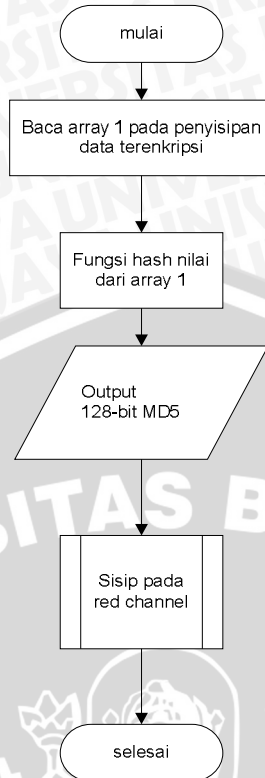 mulai
Baca array 1 pada penyisipan
data terenkripsi
Fungsi hash nilai
dari array 1
Output
128-bit MD5
SITAS B
Sisip pada
red channel
selesai